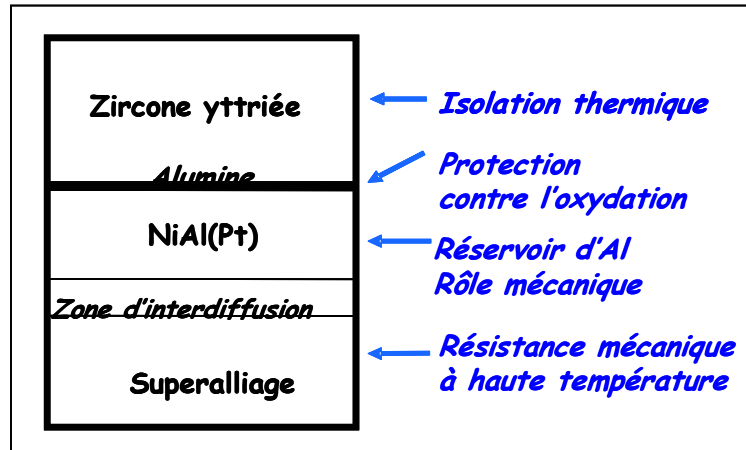 Zircone yttriée
Isolation thermique
Alumine
Protection
contre l'oxydation
NiAl(Pt)
Réservoir d'Al
Rôle mécanique
Zone d'interdiffusion
Résistance mécanique
à haute température
Superalliage